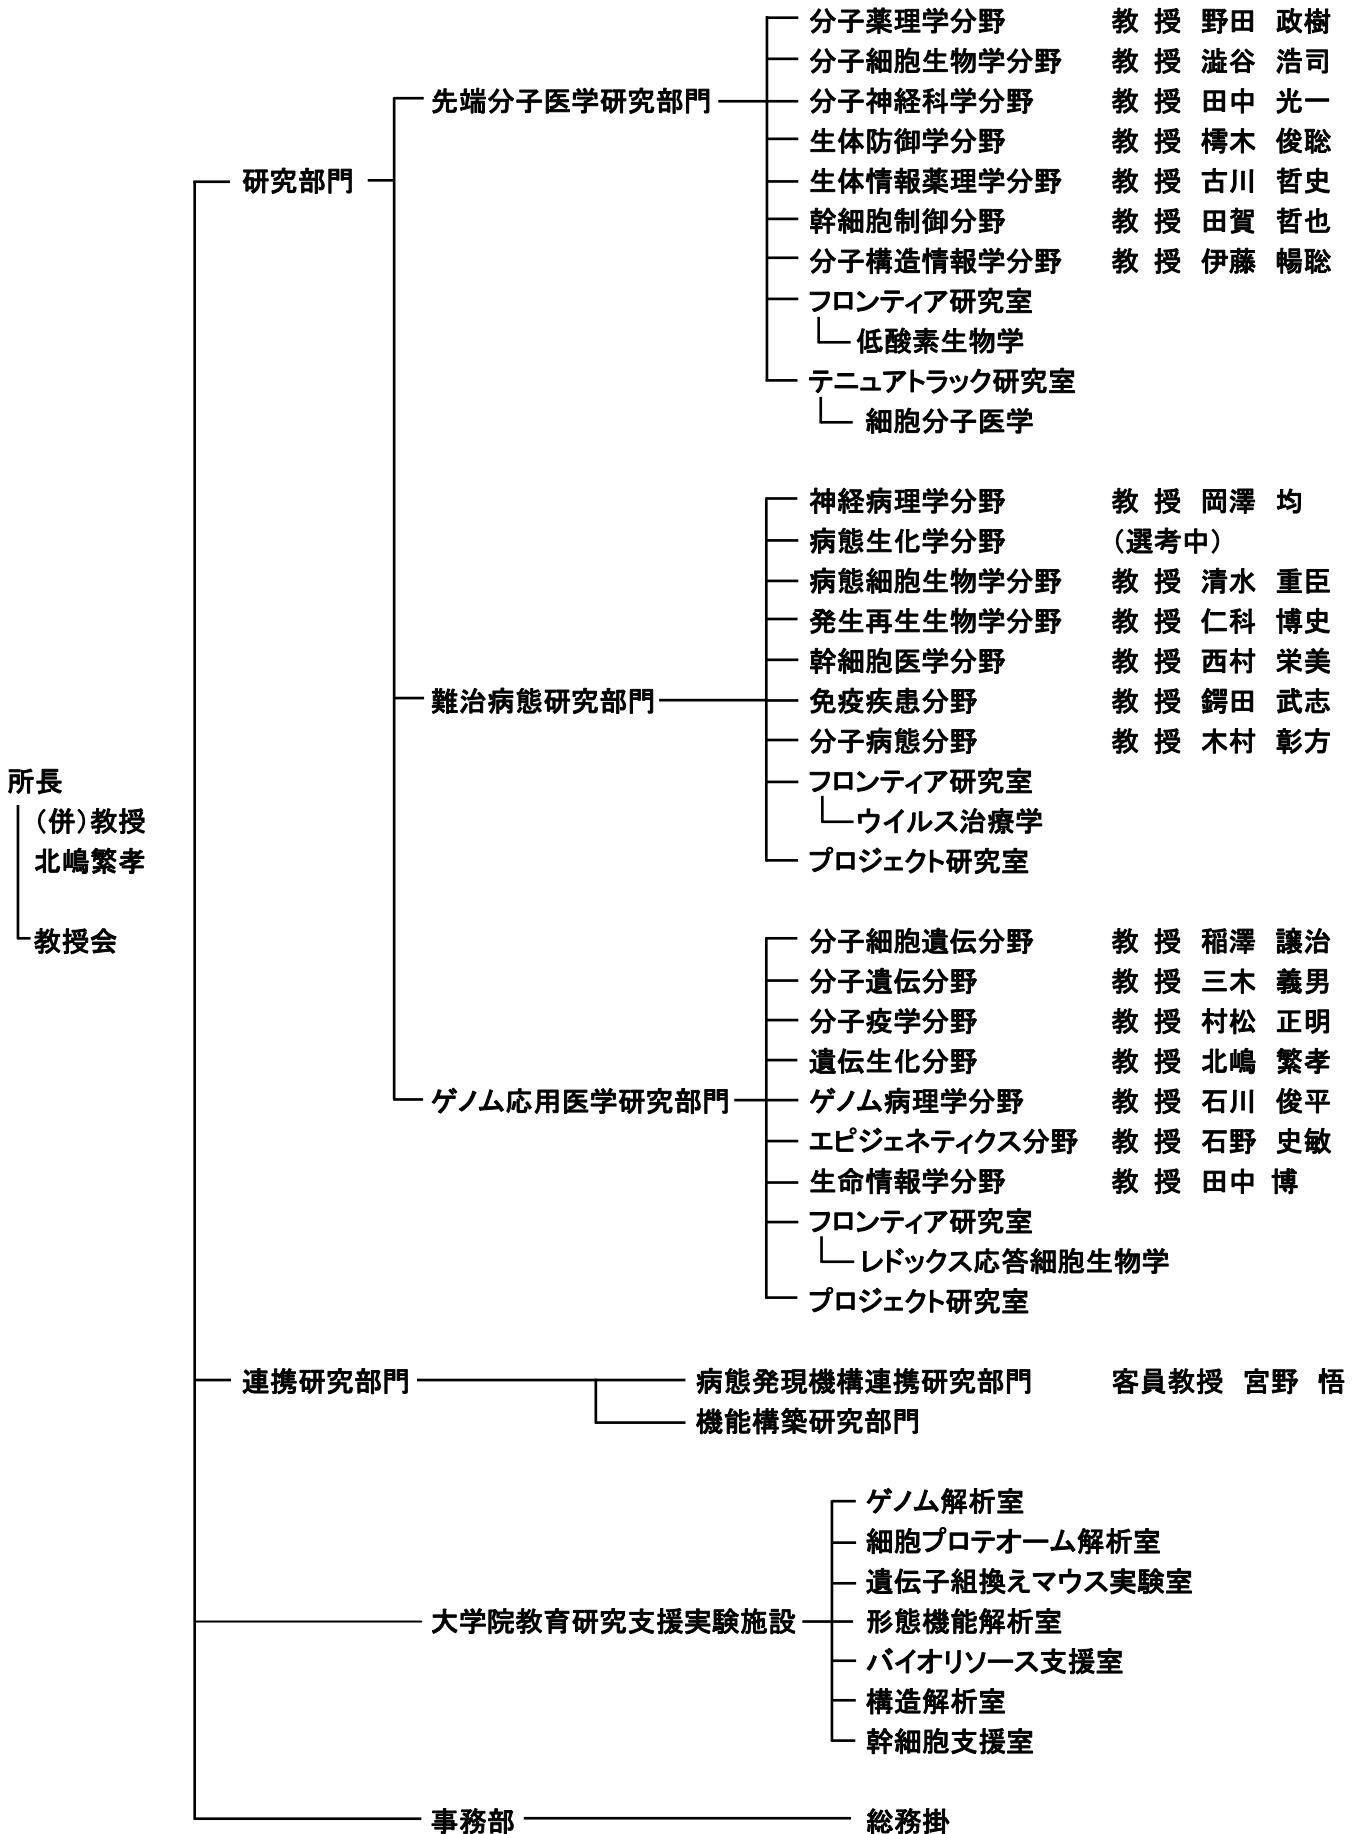 分子薬理学分野 教 授 野田 政樹
分子細胞生物学分野 教 授 澁谷 浩司
先端分子医学研究部門 分子神経科学分野 教 授 田中 光一
生体防御学分野 教 授 樗木 俊聡
研究部門 生体情報薬理学分野 教 授 古川 哲史
幹細胞制御分野 教 授 田賀 哲也
分子構造情報学分野 教 授 伊藤 暢聡
フロンティア研究室
低酸素生物学
テニュアトラック研究室
細胞分子医学
神経病理学分野 教 授 岡澤 均
病態生化学分野 (選考中)
病態細胞生物学分野 教 授 清水 重臣
発生再生生物学分野 教 授 仁科 博史
幹細胞医学分野 教 授 西村 栄美
難治病態研究部門 免疫疾患分野 教 授 鍔田 武志
分子病態分野 教 授 木村 彰方
所長 フロンティア研究室
(併)教授 ウイルス治療学
北嶋繁孝 プロジェクト研究室
教授会 分子細胞遺伝分野 教 授 稲澤 譲治
分子遺伝分野 教 授 三木 義男
分子疫学分野 教 授 村松 正明
遺伝生化分野 教 授 北嶋 繁孝
ゲノム応用医学研究部門 ゲノム病理学分野 教 授 石川 俊平
エピジェネティクス分野 教 授 石野 史敏
生命情報学分野 教 授 田中 博
フロンティア研究室
レドックス応答細胞生物学
プロジェクト研究室
連携研究部門 病態発現機構連携研究部門 客員教授 宮野 悟
機能構築研究部門
ゲノム解析室
細胞プロテオーム解析室
遺伝子組換えマウス実験室
大学院教育研究支援実験施設 形態機能解析室
バイオリソース支援室
構造解析室
幹細胞支援室
事務部 総務掛